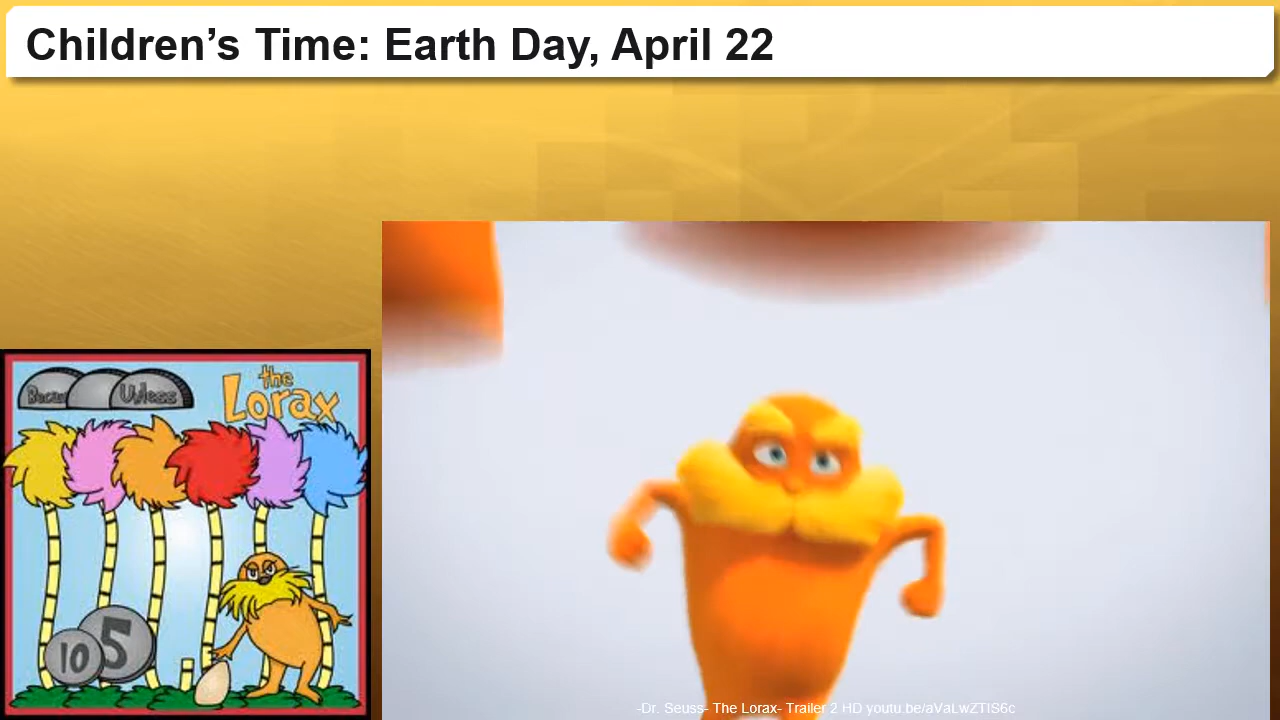 Children’s Time: Earth Day, April 22
Unless
the
Lorax
10 5
-Dr. Seuss- The Lorax- Trailer 2 HD youtu.be/aVaLwZTIS6c